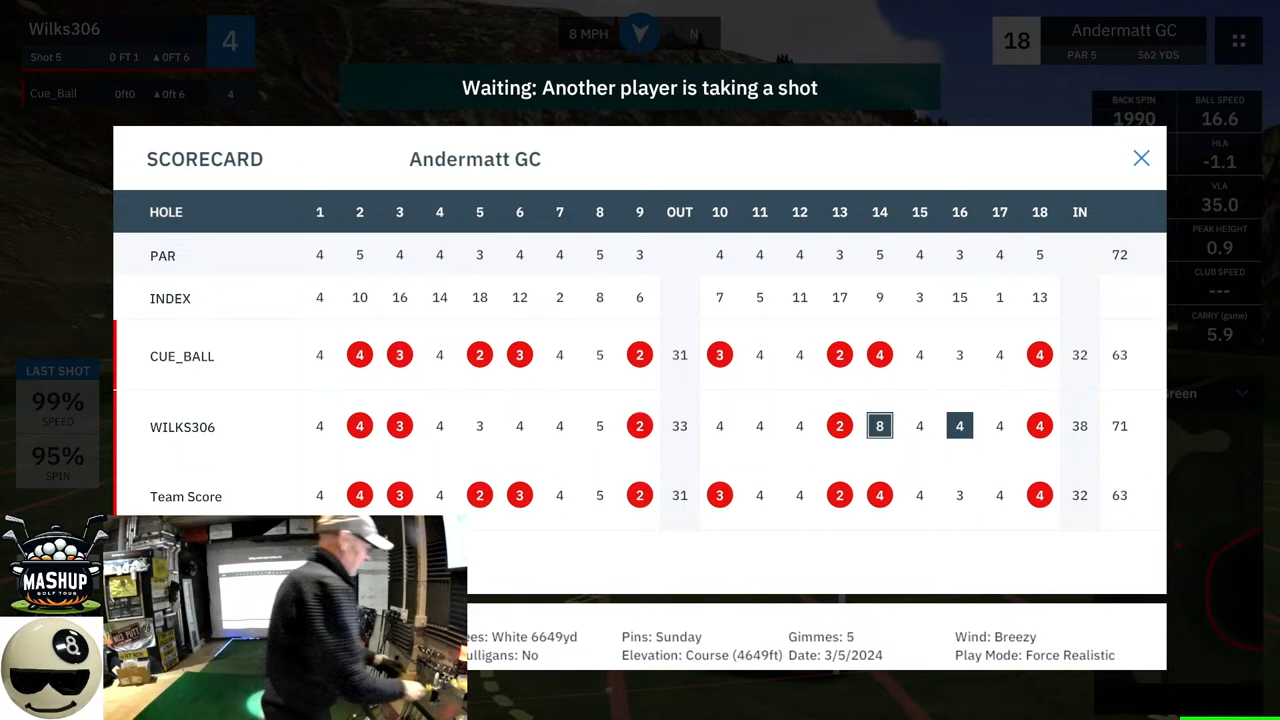 Wilks306
4
Shot 5 0 FT 1 ▲0FT 6
Cue_Ball 0ft0 ▲0ft 6 4
8 MPH N
18 Andermatt GC
PAR 5 562 YDS
Waiting: Another player is taking a shot
BACK SPIN BALL SPEED
1990 16.6
HLA
-1.1
VLA
35.0
PEAK HEIGHT
0.9
CLUB SPEED
---
CARRY (game)
5.9
SCORECARD Andermatt GC
HOLE 1 2 3 4 5 6 7 8 9 OUT 10 11 12 13 14 15 16 17 18 IN
PAR 4 5 4 4 3 4 4 5 3 4 4 4 3 5 4 3 4 5 72
INDEX 4 10 16 14 18 12 2 8 6 7 5 11 17 9 3 15 1 13
CUE_BALL 4 4 3 4 2 3 4 5 2 31 3 4 4 2 4 4 3 4 4 32 63
WILKS306 4 4 3 4 3 4 4 5 2 33 4 4 4 2 8 4 4 4 4 38 71
Team Score 4 4 3 4 2 3 4 5 2 31 3 4 4 2 4 4 3 4 4 32 63
LAST SHOT
99%
SPEED
95%
SPIN
reen
MASHUP
GOLF TOUR
8
ees: White 6649yd Pins: Sunday Gimmes: 5 Wind: Breezy
ulligans: No Elevation: Course (4649ft) Date: 3/5/2024 Play Mode: Force Realistic